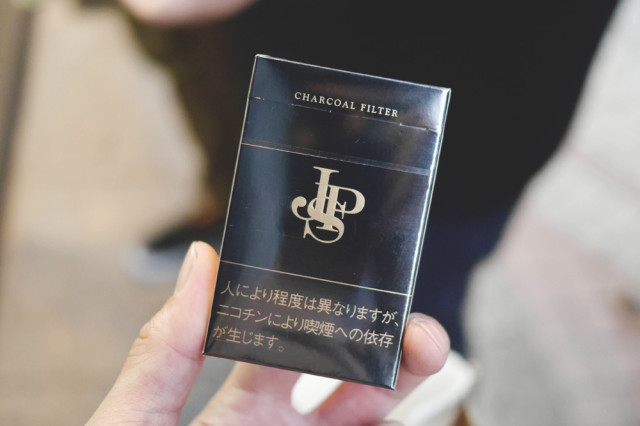 CHARCOAL FILTER
JPS
人により程度は異なりますが、
ニコチンにより喫煙への依存
が生じます。